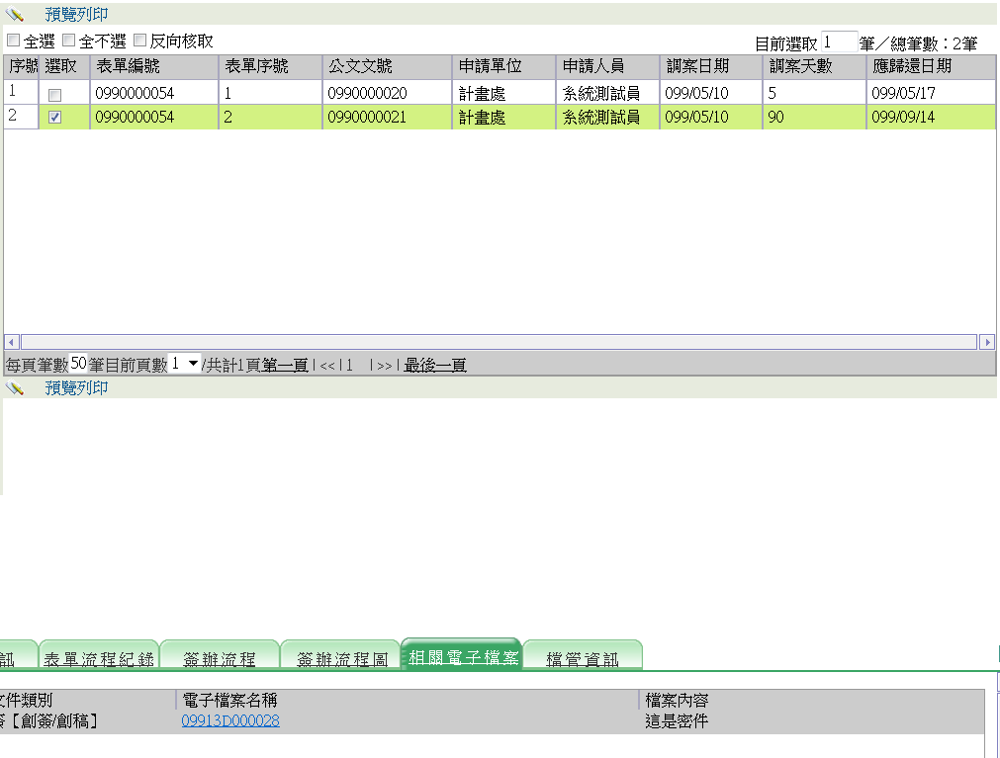 預覽列印
全選 全不選 反向核取 目前選取 1 筆／總筆數：2筆
序號 選取 表單編號 表單序號 公文文號 申請單位 申請人員 調案日期 調案天數 應歸還日期
1 0990000054 1 0990000020 計畫處 系統測試員 099/05/10 5 099/05/17
2 0990000054 2 0990000021 計畫處 系統測試員 099/05/10 90 099/09/14
每頁筆數50筆目前頁數 1 /共計1頁第一頁 | << | 1 | >> | 最後一頁
預覽列印
訊 表單流程紀錄 簽辦流程 簽辦流程圖 相關電子檔案 檔管資訊
文件類別 電子檔案名稱 檔案內容
簽【創簽/創稿】 09913D000028 這是密件